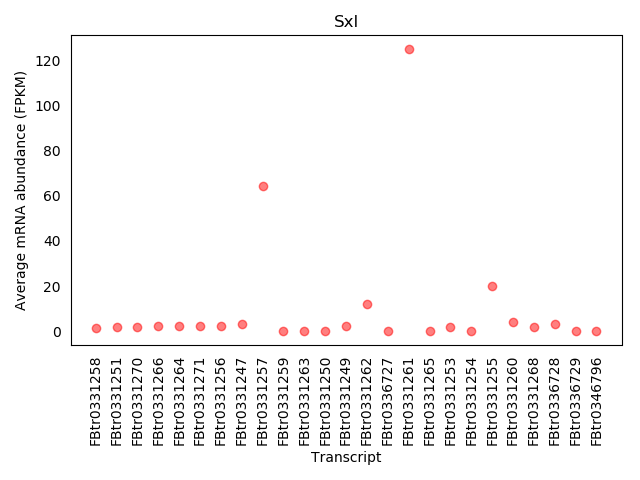 Sxl
Average mRNA abundance (FPKM)
120
100
80
60
40
20
0
FBtr0331258
FBtr0331251
FBtr0331270
FBtr0331266
FBtr0331264
FBtr0331271
FBtr0331256
FBtr0331247
FBtr0331257
FBtr0331259
FBtr0331263
FBtr0331250
FBtr0331249
FBtr0331262
FBtr0336727
FBtr0331261
FBtr0331265
FBtr0331253
FBtr0331254
FBtr0331255
FBtr0331260
FBtr0331268
FBtr0336728
FBtr0336729
FBtr0346796
Transcript